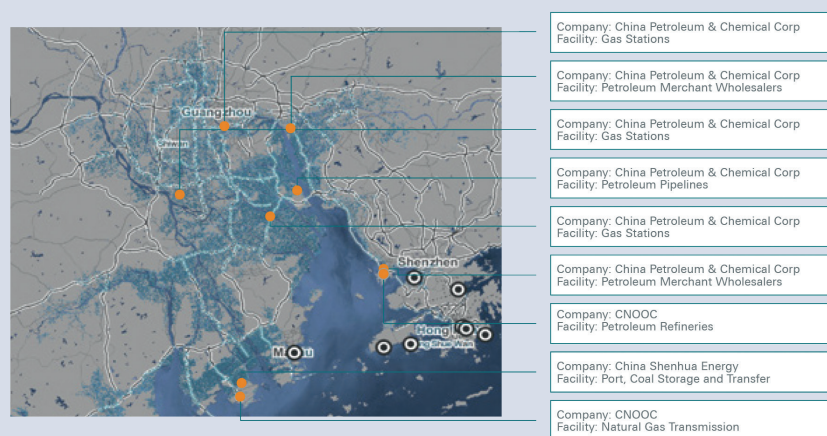 Company: China Petroleum & Chemical Corp
Facility: Gas Stations
Company: China Petroleum & Chemical Corp
Facility: Petroleum Merchant Wholesalers
Company: China Petroleum & Chemical Corp
Facility: Gas Stations
Company: China Petroleum & Chemical Corp
Facility: Petroleum Pipelines
Company: China Petroleum & Chemical Corp
Facility: Gas Stations
Company: China Petroleum & Chemical Corp
Facility: Petroleum Merchant Wholesalers
Company: CNOOC
Facility: Petroleum Refineries
Company: China Shenhua Energy
Facility: Port, Coal Storage and Transfer
Company: CNOOC
Facility: Natural Gas Transmission
Guangzhou
Shiwan
Shenzhen